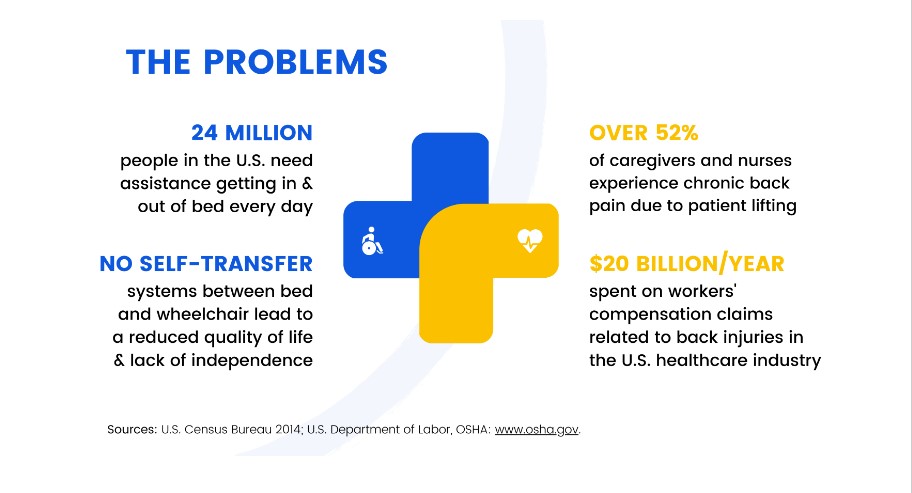 THE PROBLEMS
24 MILLION
people in the U.S. need
assistance getting in &
out of bed every day
NO SELF-TRANSFER
systems between bed
and wheelchair lead to
a reduced quality of life
& lack of independence
OVER 52%
of caregivers and nurses
experience chronic back
pain due to patient lifting
$20 BILLION/YEAR
spent on workers'
compensation claims
related to back injuries in
the U.S. healthcare industry
Sources: U.S. Census Bureau 2014; U.S. Department of Labor, OSHA: www.osha.gov.